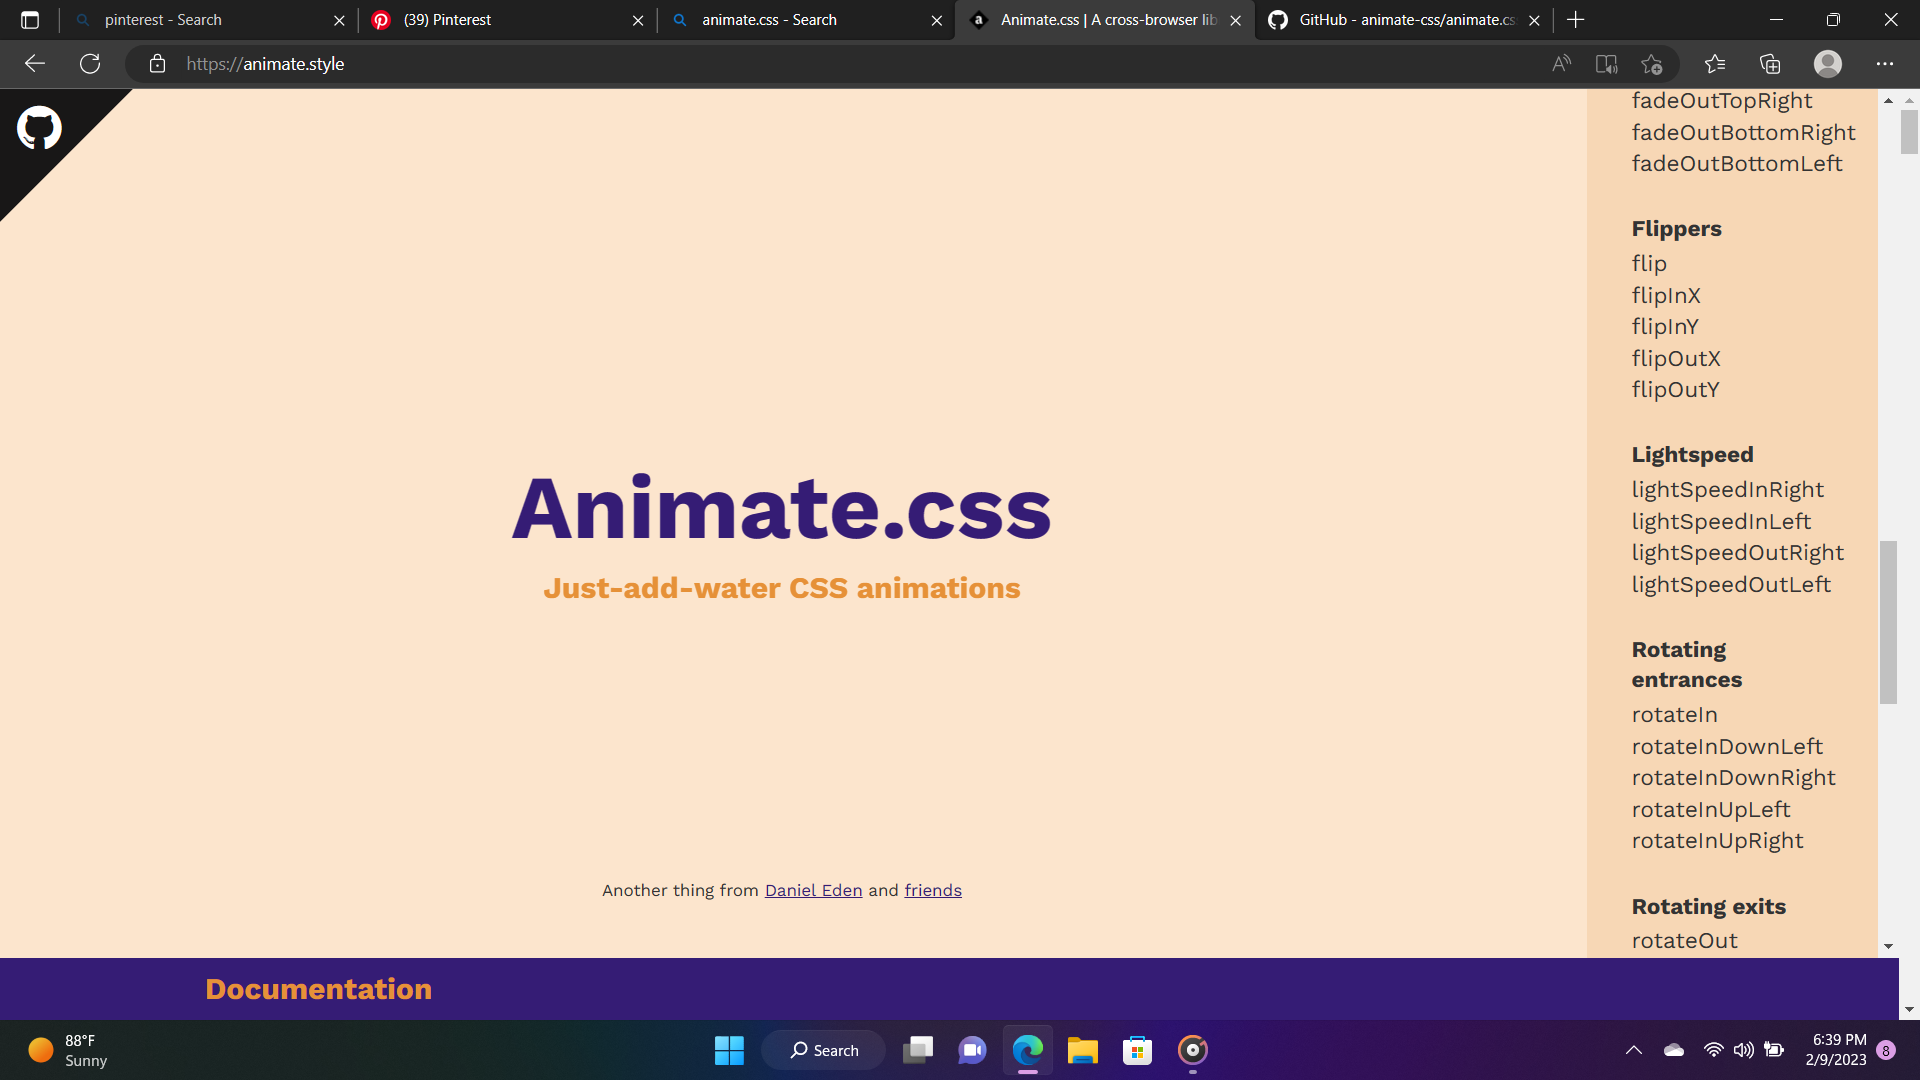 pinterest - Search
(39) Pinterest
animate.css - Search
Animate.css | A cross-browser lib
GitHub - animate-css/animate.cs
https://animate.style
fadeOutTopRight
fadeOutBottomRight
fadeOutBottomLeft
Flippers
flip
flipInX
flipInY
flipOutX
flipOutY
Lightspeed
lightSpeedInRight
lightSpeedInLeft
lightSpeedOutRight
lightSpeedOutLeft
Rotating
entrances
rotateIn
rotateInDownLeft
rotateInDownRight
rotateInUpLeft
rotateInUpRight
Rotating exits
rotateOut
Animate.css
Just-add-water CSS animations
Another thing from Daniel Eden and friends
Documentation
88°F
Sunny
Search
6:39 PM
2/9/2023
8